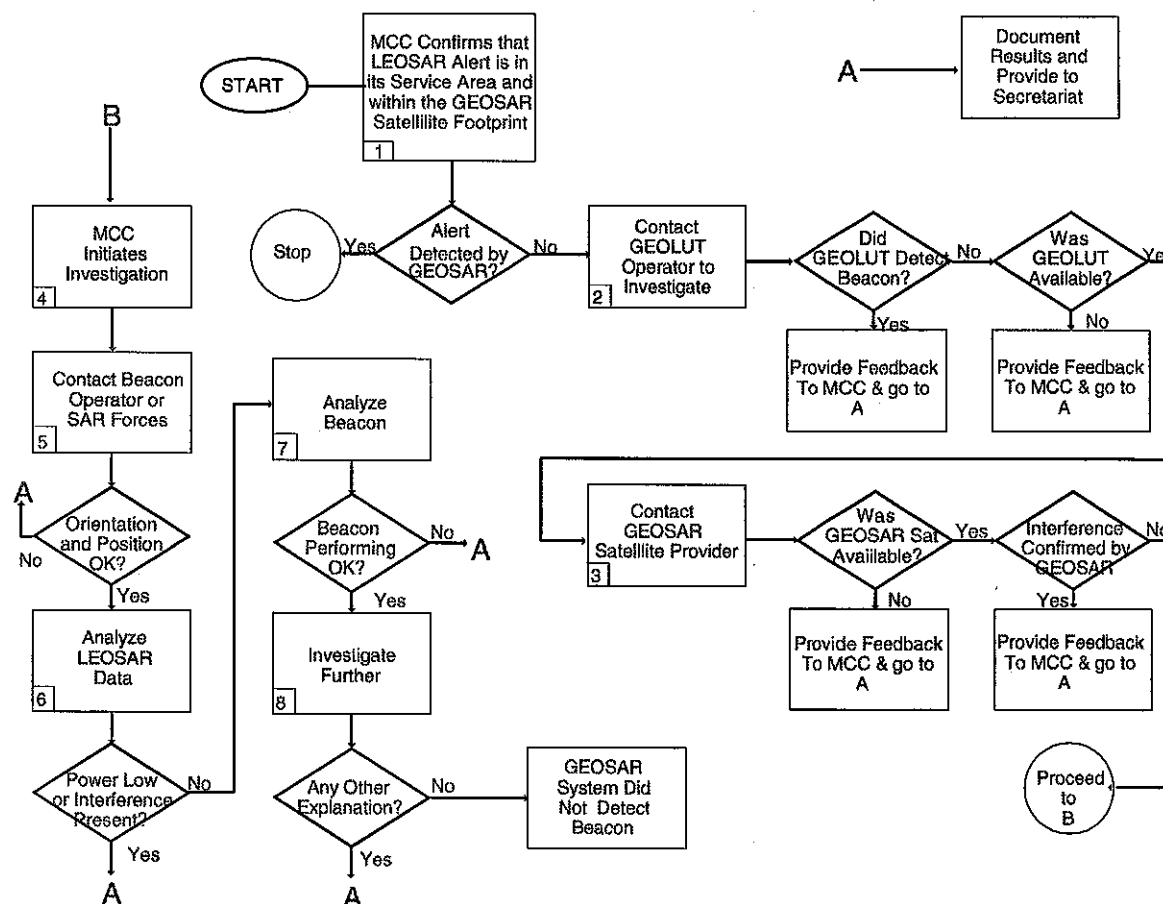 START
MCC Confirms that
LEOSAR Alert is in
its Service Area and
within the GEOSAR
Satellilite Footprint
1
A
Document
Results and
Provide to
Secretariat
B
MCC
Initiates
Investigation
4
Stop
Yes
Alert
Detected by
GEOSAR?
No
Contact
GEOLUT
Operator to
Investigate
2
Did
GEOLUT Detect
Beacon?
No
Yes
Was
GEOLUT
Available?
Yes
No
Provide Feedback
To MCC & go to
A
Provide Feedback
To MCC & go to
A
Contact Beacon
Operator or
SAR Forces
5
Analyze
Beacon
7
A
No
Orientation
and Position
OK?
Yes
Beacon
Performing
OK?
No
A
Yes
Contact
GEOSAR
Satelllite Provider
3
Was
GEOSAR Sat
Avaiilable?
Yes
No
Interference
Confirmed by
GEOSAR
No
Yes
Provide Feedback
To MCC & go to
A
Provide Feedback
To MCC & go to
A
Analyze
LEOSAR
Data
6
Investigate
Further
8
Power Low
or Interference
Present?
No
Yes
A
Any Other
Explanation?
No
Yes
A
GEOSAR
System Did
Not Detect
Beacon
Proceed
to
B